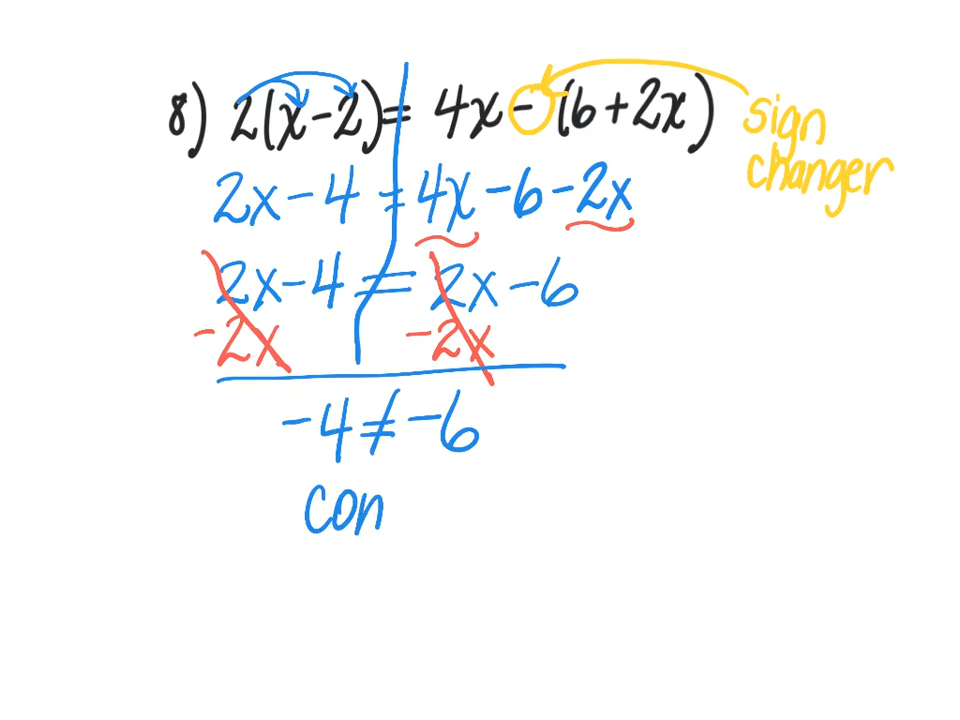 8) 2(x-2) = 4x - (6+2x)
sign
changer
2x - 4 = 4x - 6 - 2x
2x - 4 = 2x - 6
-2x -2x
-4 ≠ -6
con